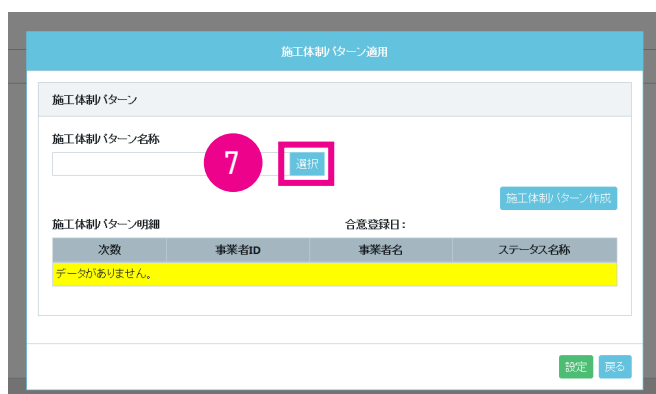 施工体制パターン適用
施工体制パターン
施工体制パターン名称
7
選択
施工体制パターン作成
施工体制パターン明細 合意登録日:
次数 事業者ID 事業者名 ステータス名称
データがありません。
設定 戻る